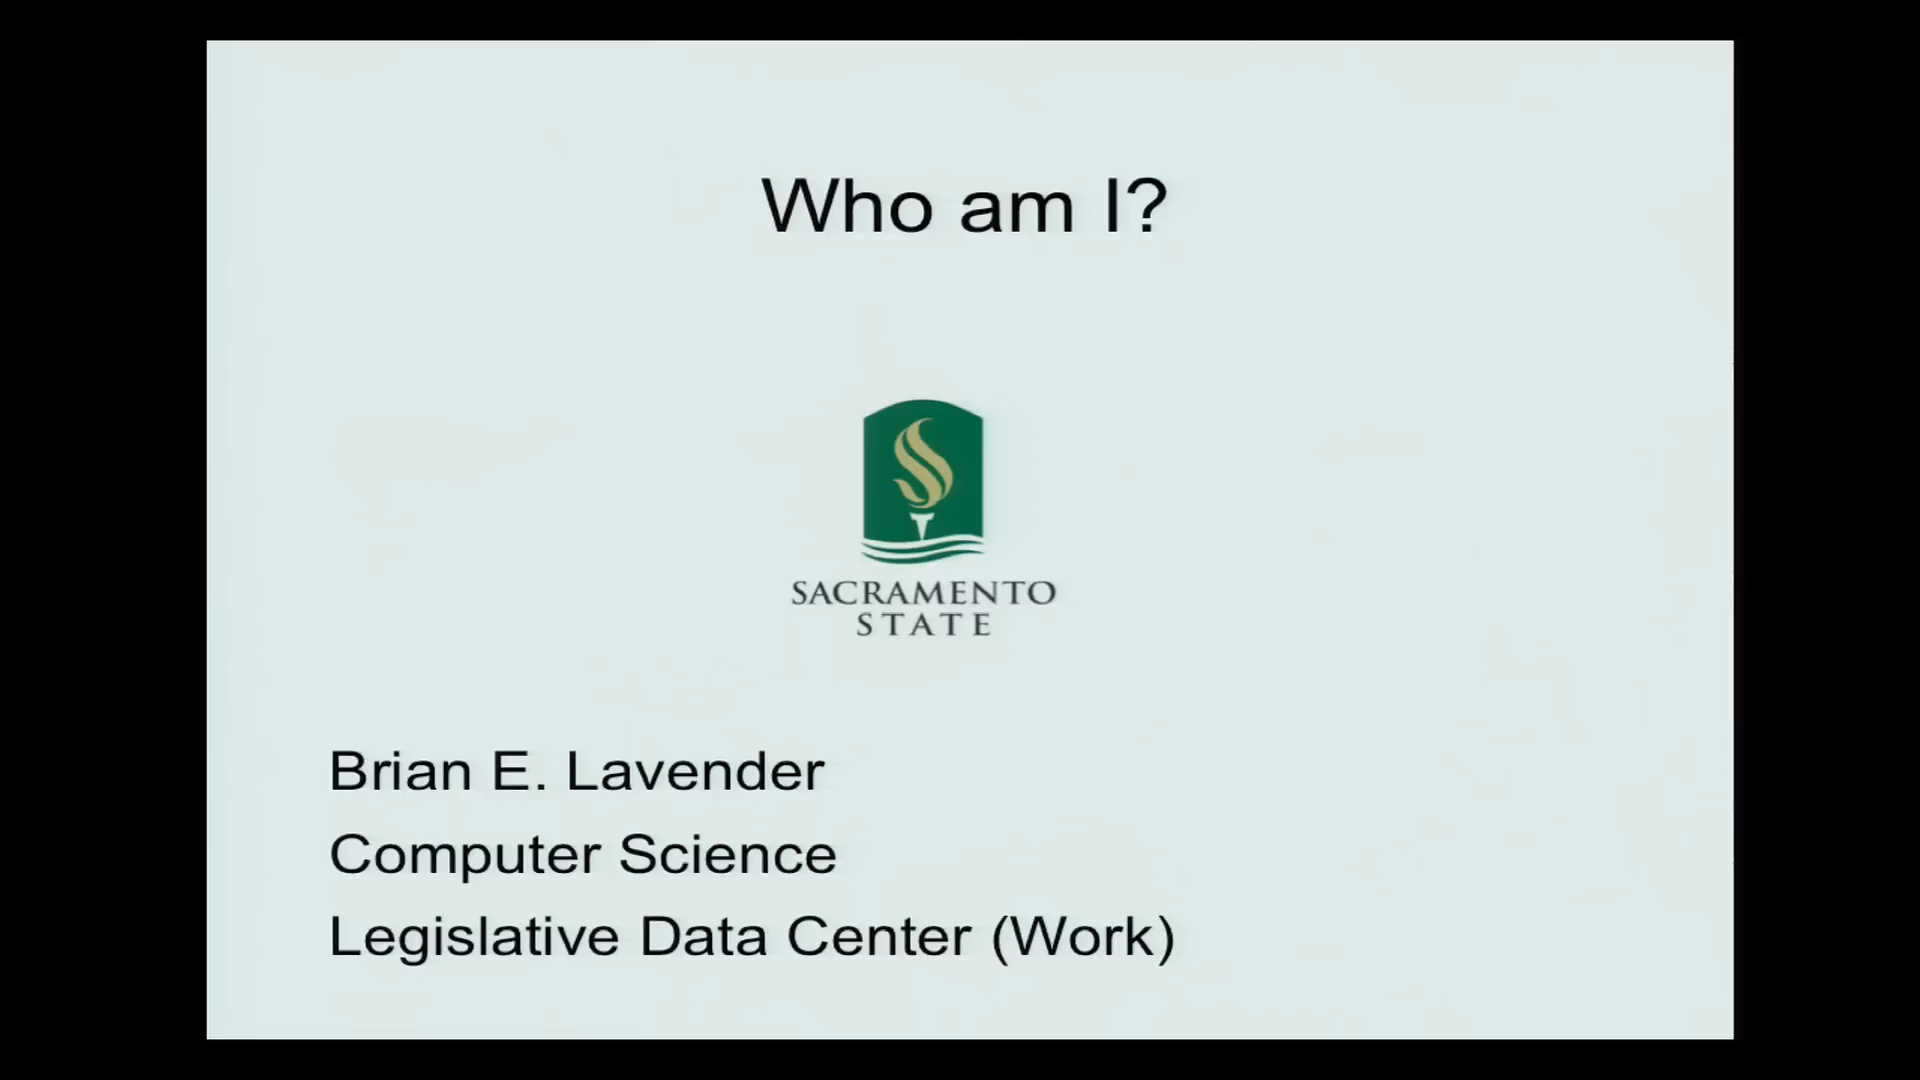 Who am I?
SACRAMENTO
STATE
Brian E. Lavender
Computer Science
Legislative Data Center (Work)